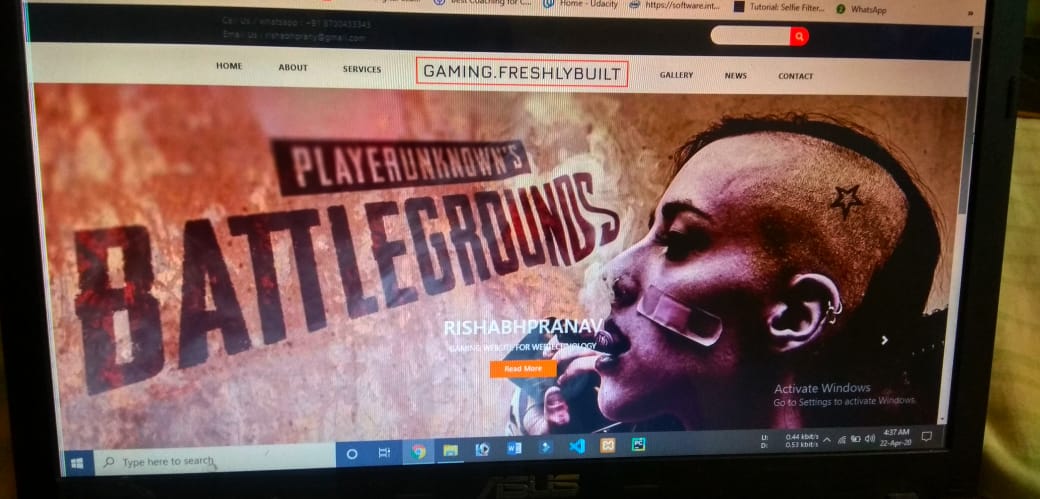 Best Coaching for C...
Home - Udacity
https://software.int...
Tutorial: Selfie Filter...
WhatsApp
»
Call Us / whatsapp : +91 8700433343
Email Us : rishabhprany@gmail.com
HOME
ABOUT
SERVICES
GAMING.FRESHLYBUILT
GALLERY
NEWS
CONTACT
PLAYERUNKNOWN'S
BATTLEGROUNDS
RISHABHPRANAV
GAMING WEBSITE FOR WEBTECHNOLOGY
Read More
Activate Windows
Go to Settings to activate Windows.
Type here to search
U: 0.44 kbit/s
D: 0.53 kbit/s
4:37 AM
22-Apr-20
ASUS